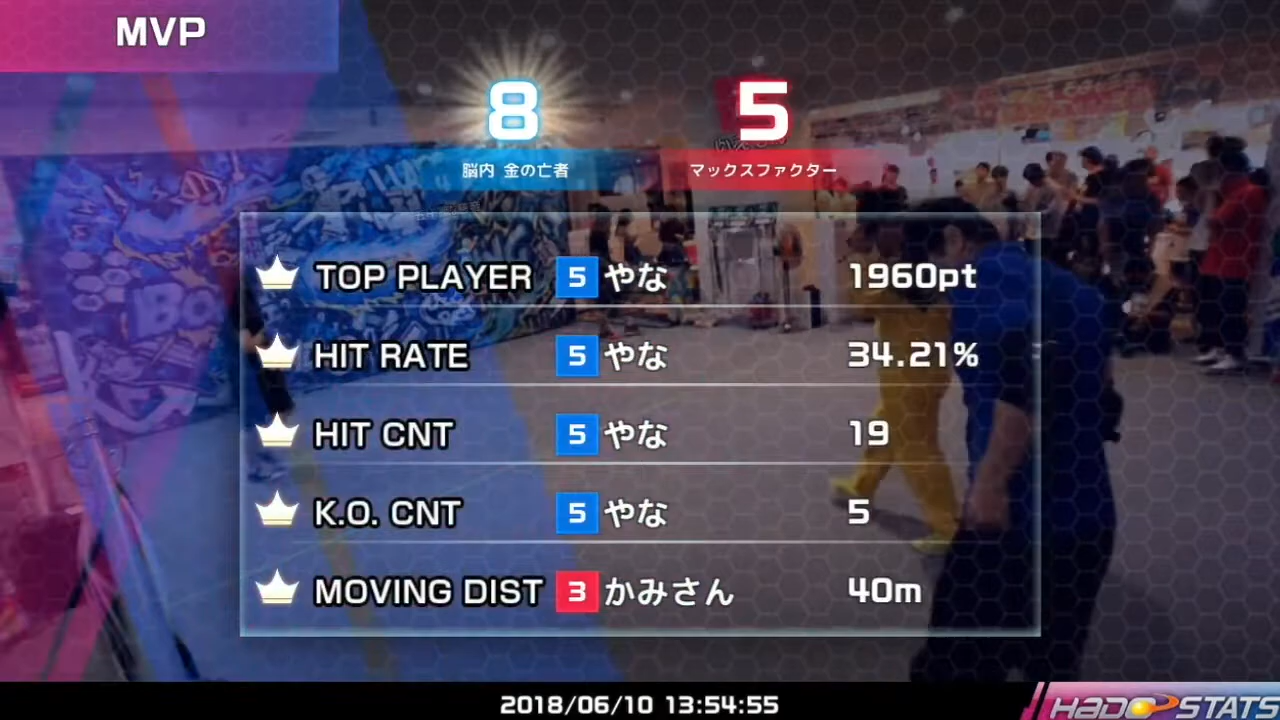 MVP
8 5
脳内 金の亡者 マックスファクター
TOP PLAYER 5 やな 1960pt
HIT RATE 5 やな 34.21%
HIT CNT 5 やな 19
K.O. CNT 5 やな 5
MOVING DIST 3 かみさん 40m
2018/06/10 13:54:55
HADO STATS